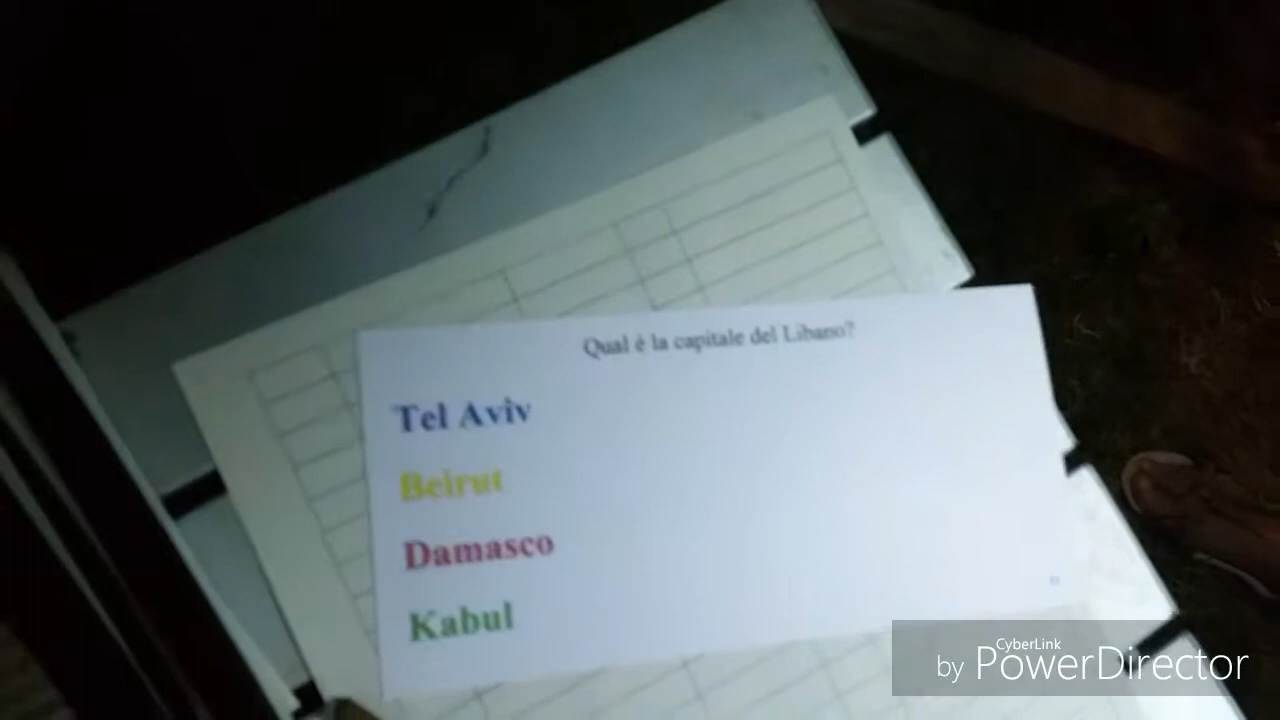 Qual è la capitale del Libano?
Tel Aviv
Beirut
Damasco
Kabul
CyberLink
by PowerDirector